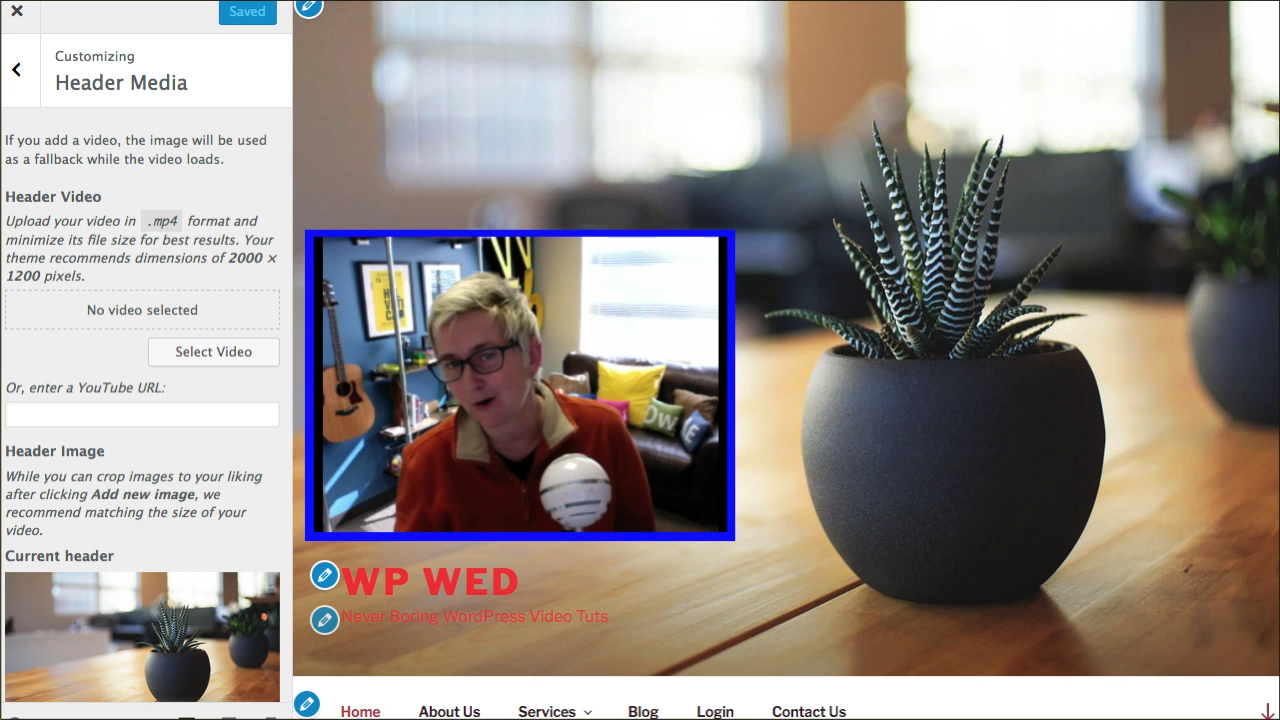 Saved
Customizing
Header Media
If you add a video, the image will be used
as a fallback while the video loads.
Header Video
Upload your video in .mp4 format and
minimize its file size for best results. Your
theme recommends dimensions of 2000 ×
1200 pixels.
No video selected
Select Video
Or, enter a YouTube URL:
Header Image
While you can crop images to your liking
after clicking Add new image, we
recommend matching the size of your
video.
Current header
WP WED
Never Boring WordPress Video Tuts
Home About Us Services Blog Login Contact Us